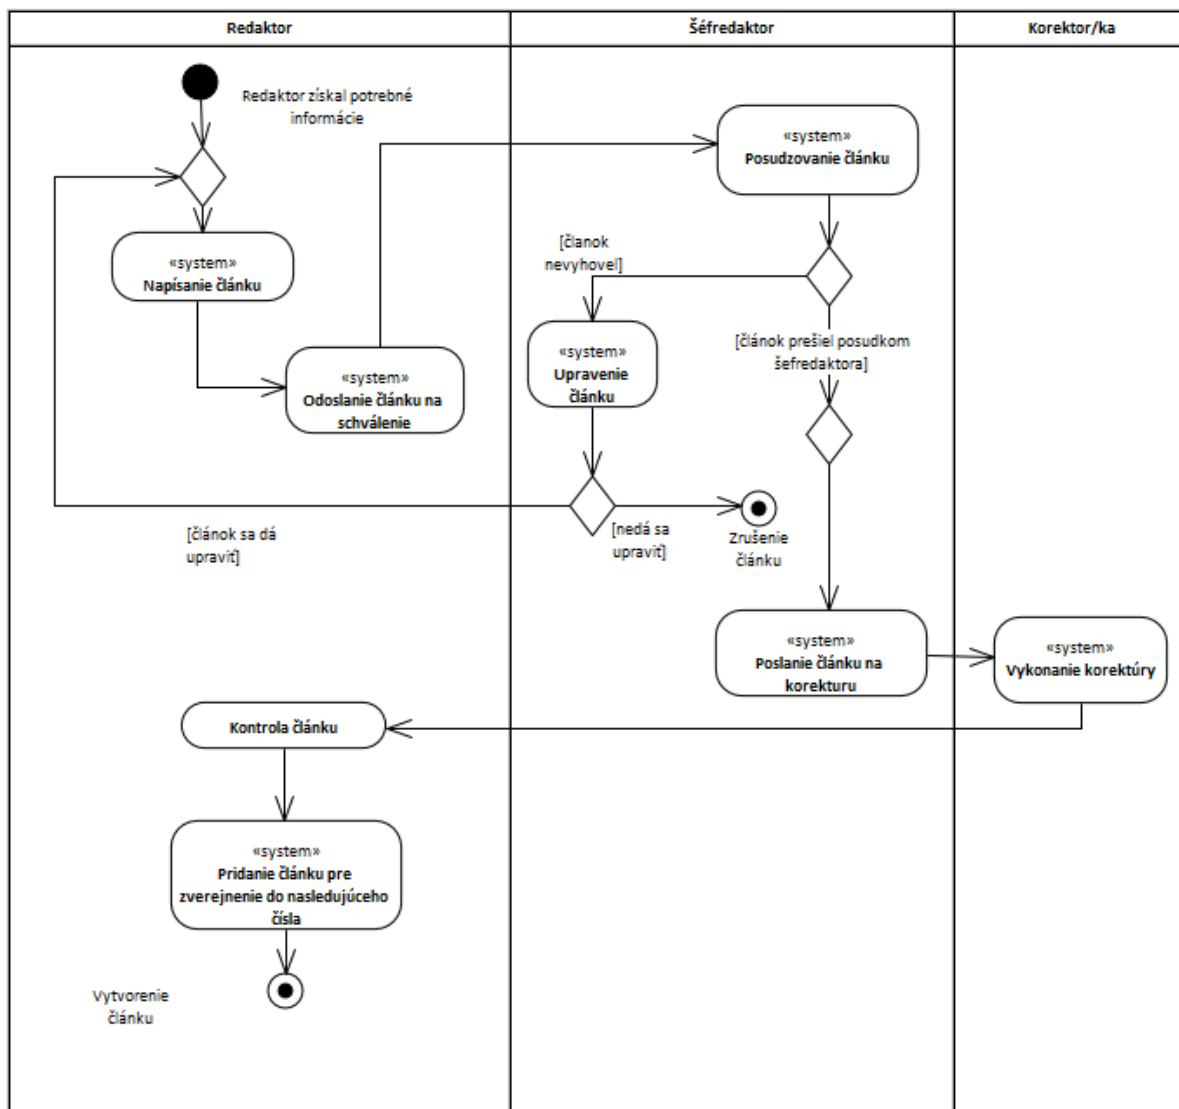 Redaktor
Šéfredaktor
Korektor/ka
Redaktor získal potrebné
informácie
«system»
Posudzovanie článku
«system»
Napísanie článku
[članok
nevyhovel]
«system»
Upravenie
článku
[článok prešiel posudkom
šefredaktora]
«system»
Odoslanie článku na
schválenie
[článok sa dá
upraviť]
[nedá sa
upraviť]
Zrušenie
článku
«system»
Poslanie článku na
korekturu
«system»
Vykonanie korektúry
Kontrola článku
«system»
Pridanie článku pre
zverejnenie do nasledujúceho
čísla
Vytvorenie
článku